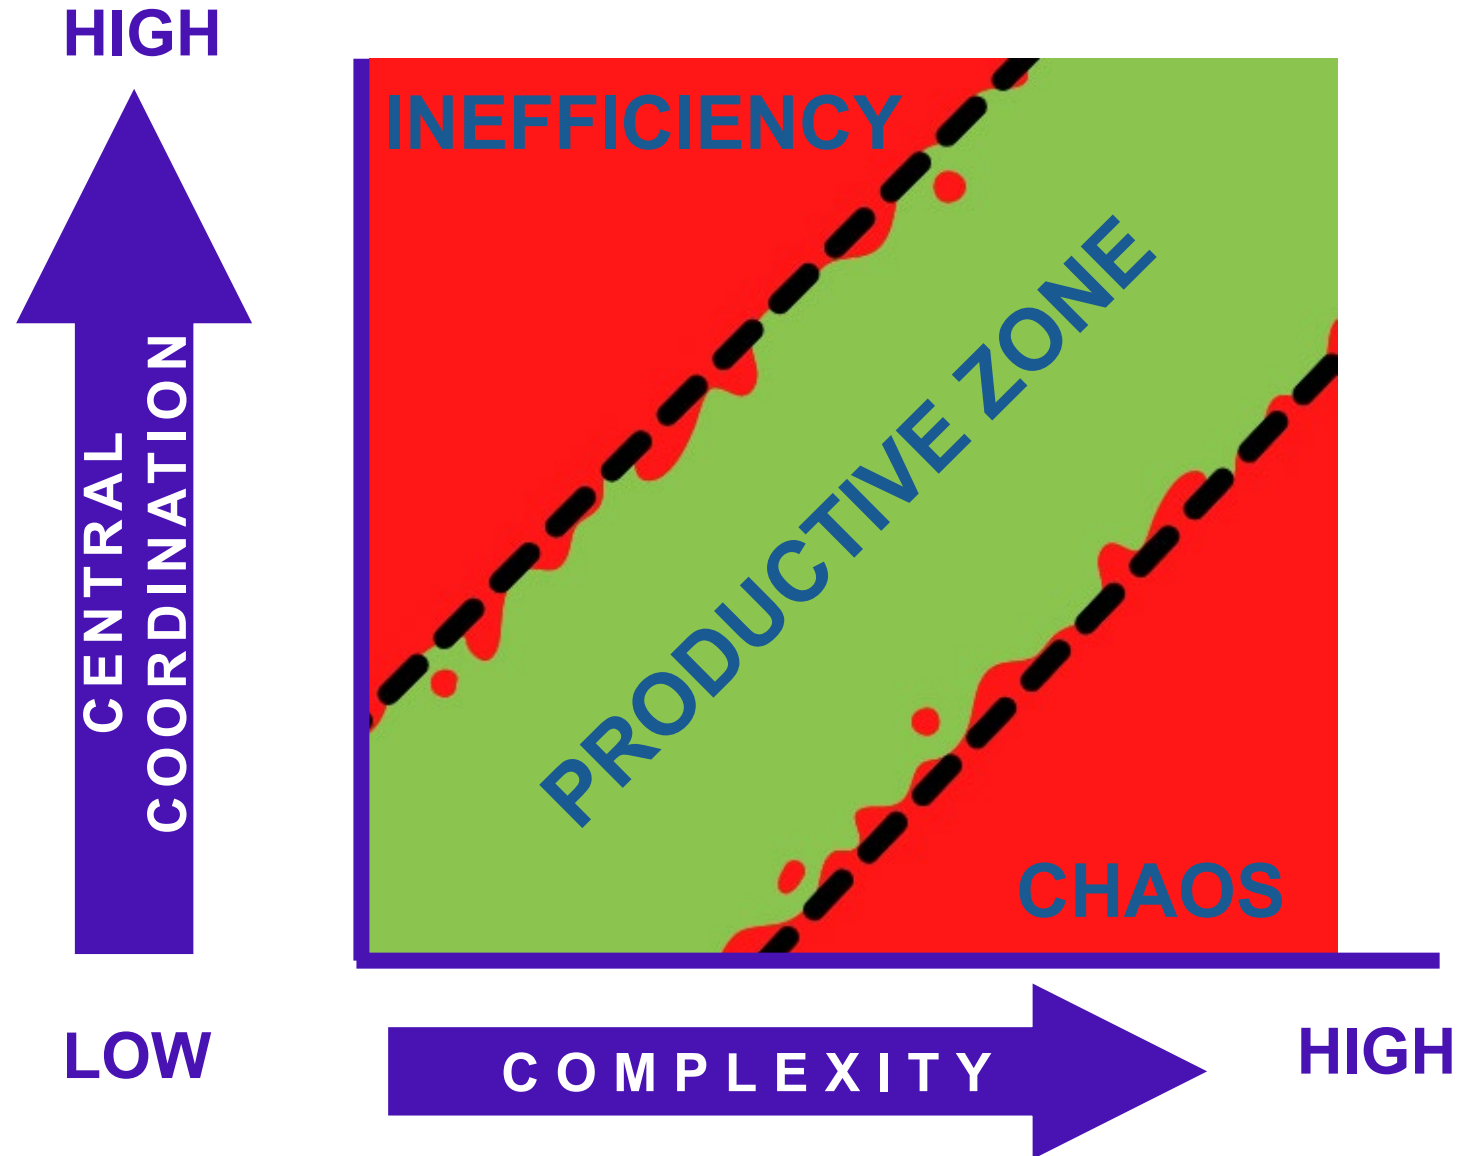 HIGH
INEFFICIENCY
CENTRAL
COORDINATION
PRODUCTIVE ZONE
CHAOS
LOW
COMPLEXITY
HIGH